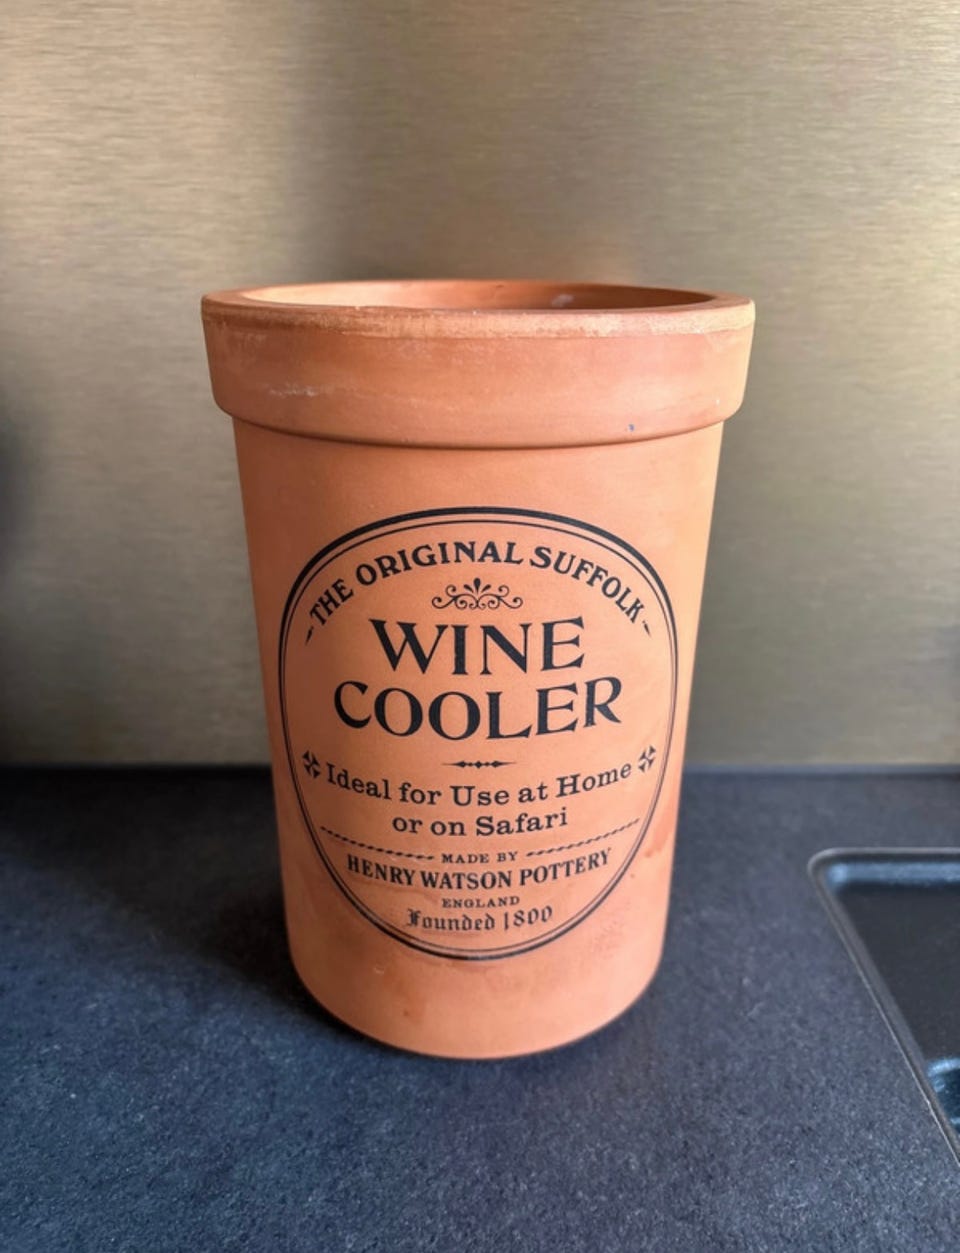 THE ORIGINAL SUFFOLK
WINE
COOLER
Ideal for Use at Home
or on Safari
MADE BY
HENRY WATSON POTTERY
ENGLAND
Founded 1800